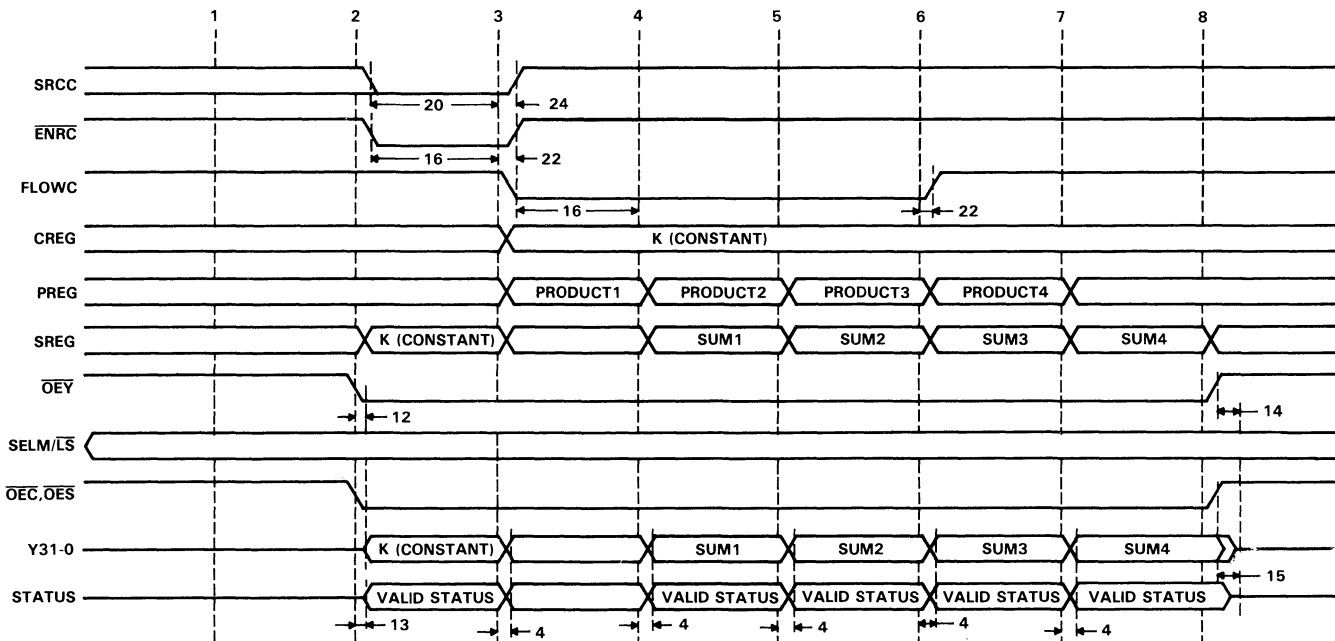 1 2 3 4 5 6 7 8
SRCC 20 24
ENRC 16 22
FLOWC 16 22
CREG K (CONSTANT)
PREG PRODUCT1 PRODUCT2 PRODUCT3 PRODUCT4
SREG K (CONSTANT) SUM1 SUM2 SUM3 SUM4
OEY 12 14
SELM/LS
OEC,OES
Y31-0 K (CONSTANT) SUM1 SUM2 SUM3 SUM4
15
STATUS VALID STATUS VALID STATUS VALID STATUS VALID STATUS VALID STATUS
13 4 4 4 4 4